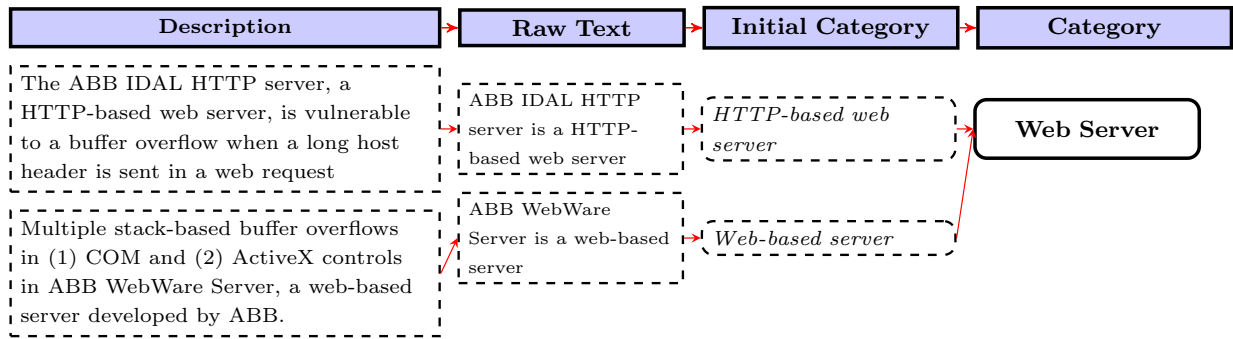 Description
Raw Text
Initial Category
Category
The ABB IDAL HTTP server, a
HTTP-based web server, is vulnerable
to a buffer overflow when a long host
header is sent in a web request
ABB IDAL HTTP
server is a HTTP-
based web server
HTTP-based web
server
Web Server
Multiple stack-based buffer overflows
in (1) COM and (2) ActiveX controls
in ABB WebWare Server, a web-based
server developed by ABB.
ABB WebWare
Server is a web-based
server
Web-based server